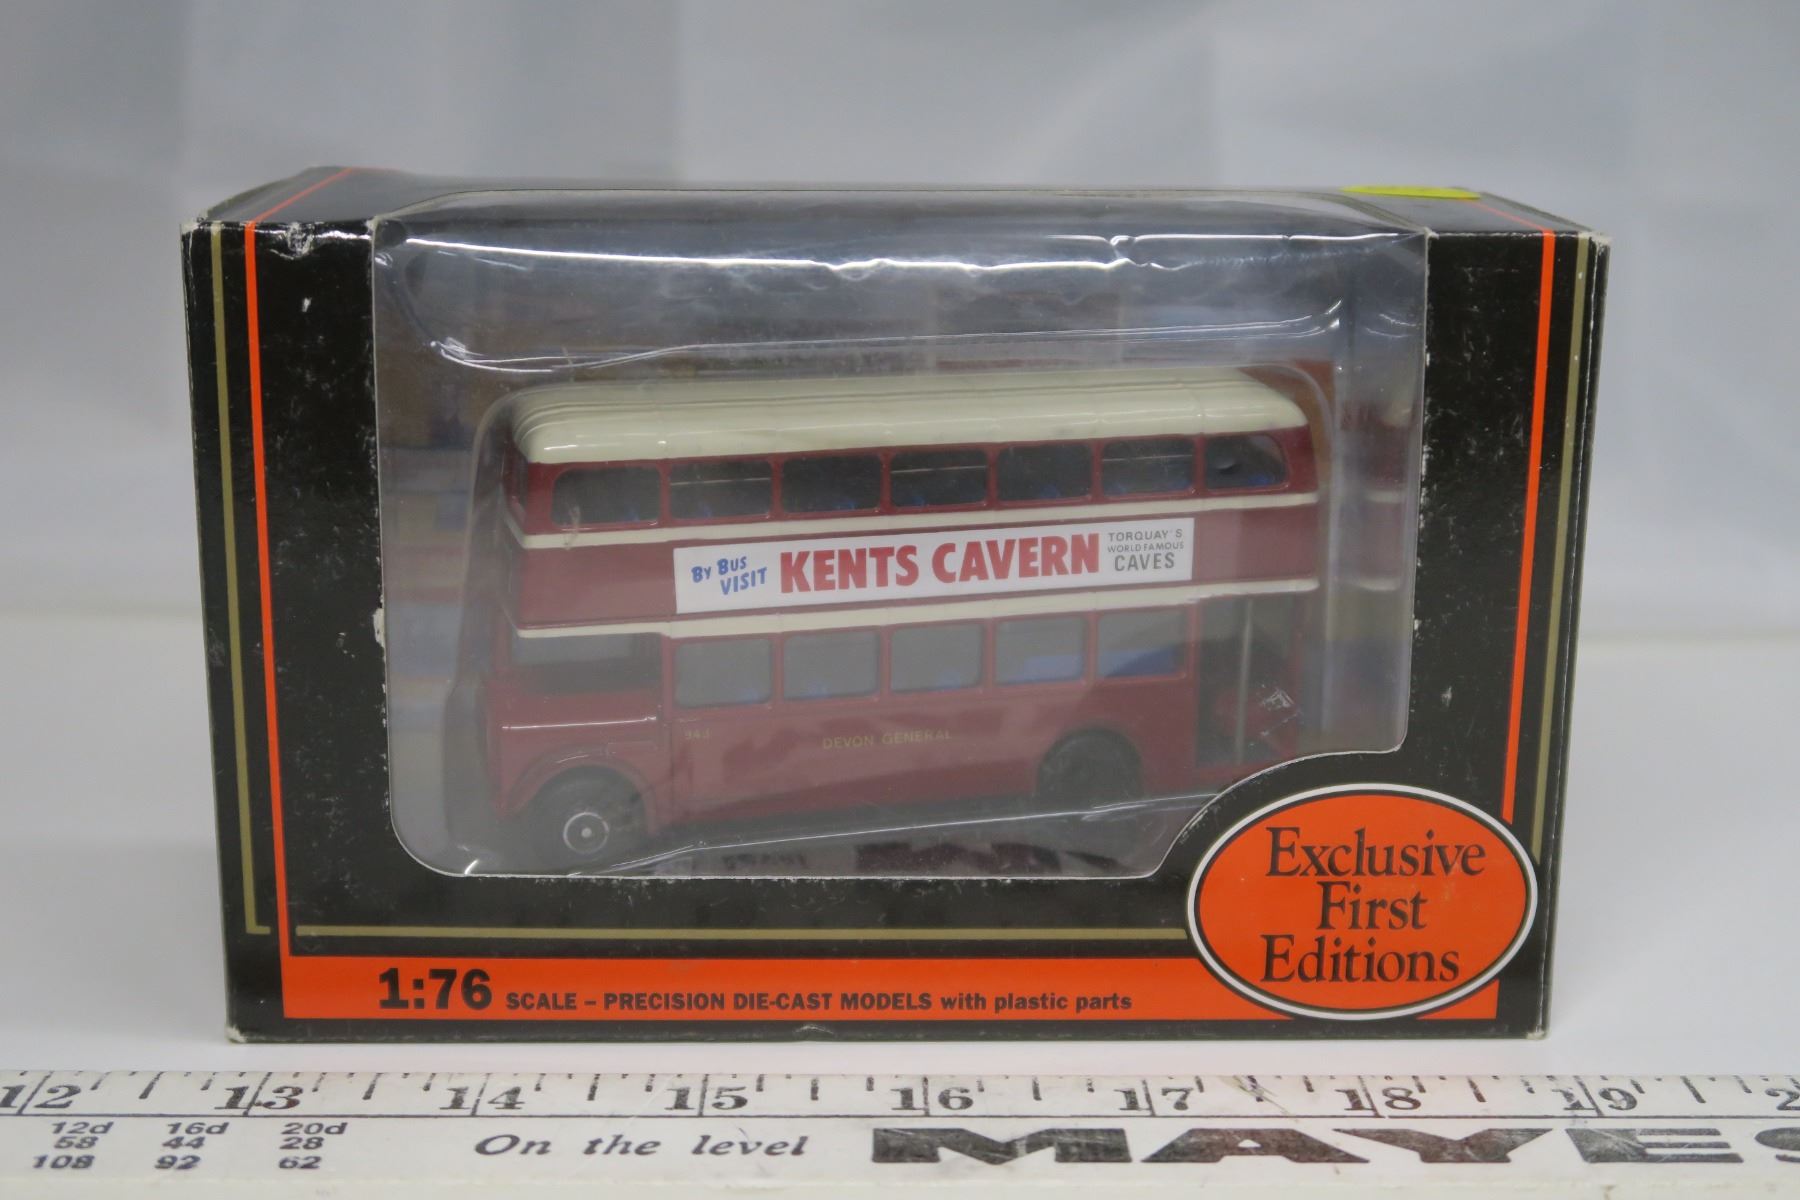 BY BUS
VISIT
KENTS CAVERN
TORQUAY'S
WORLD FAMOUS
CAVES
943
DEVON GENERAL
Exclusive
First
Editions
1:76 SCALE – PRECISION DIE-CAST MODELS with plastic parts
12 13 14 15 16 17 18 19 2
12d 16d 20d
58 44 28
108 92 62
On the level
MAYES